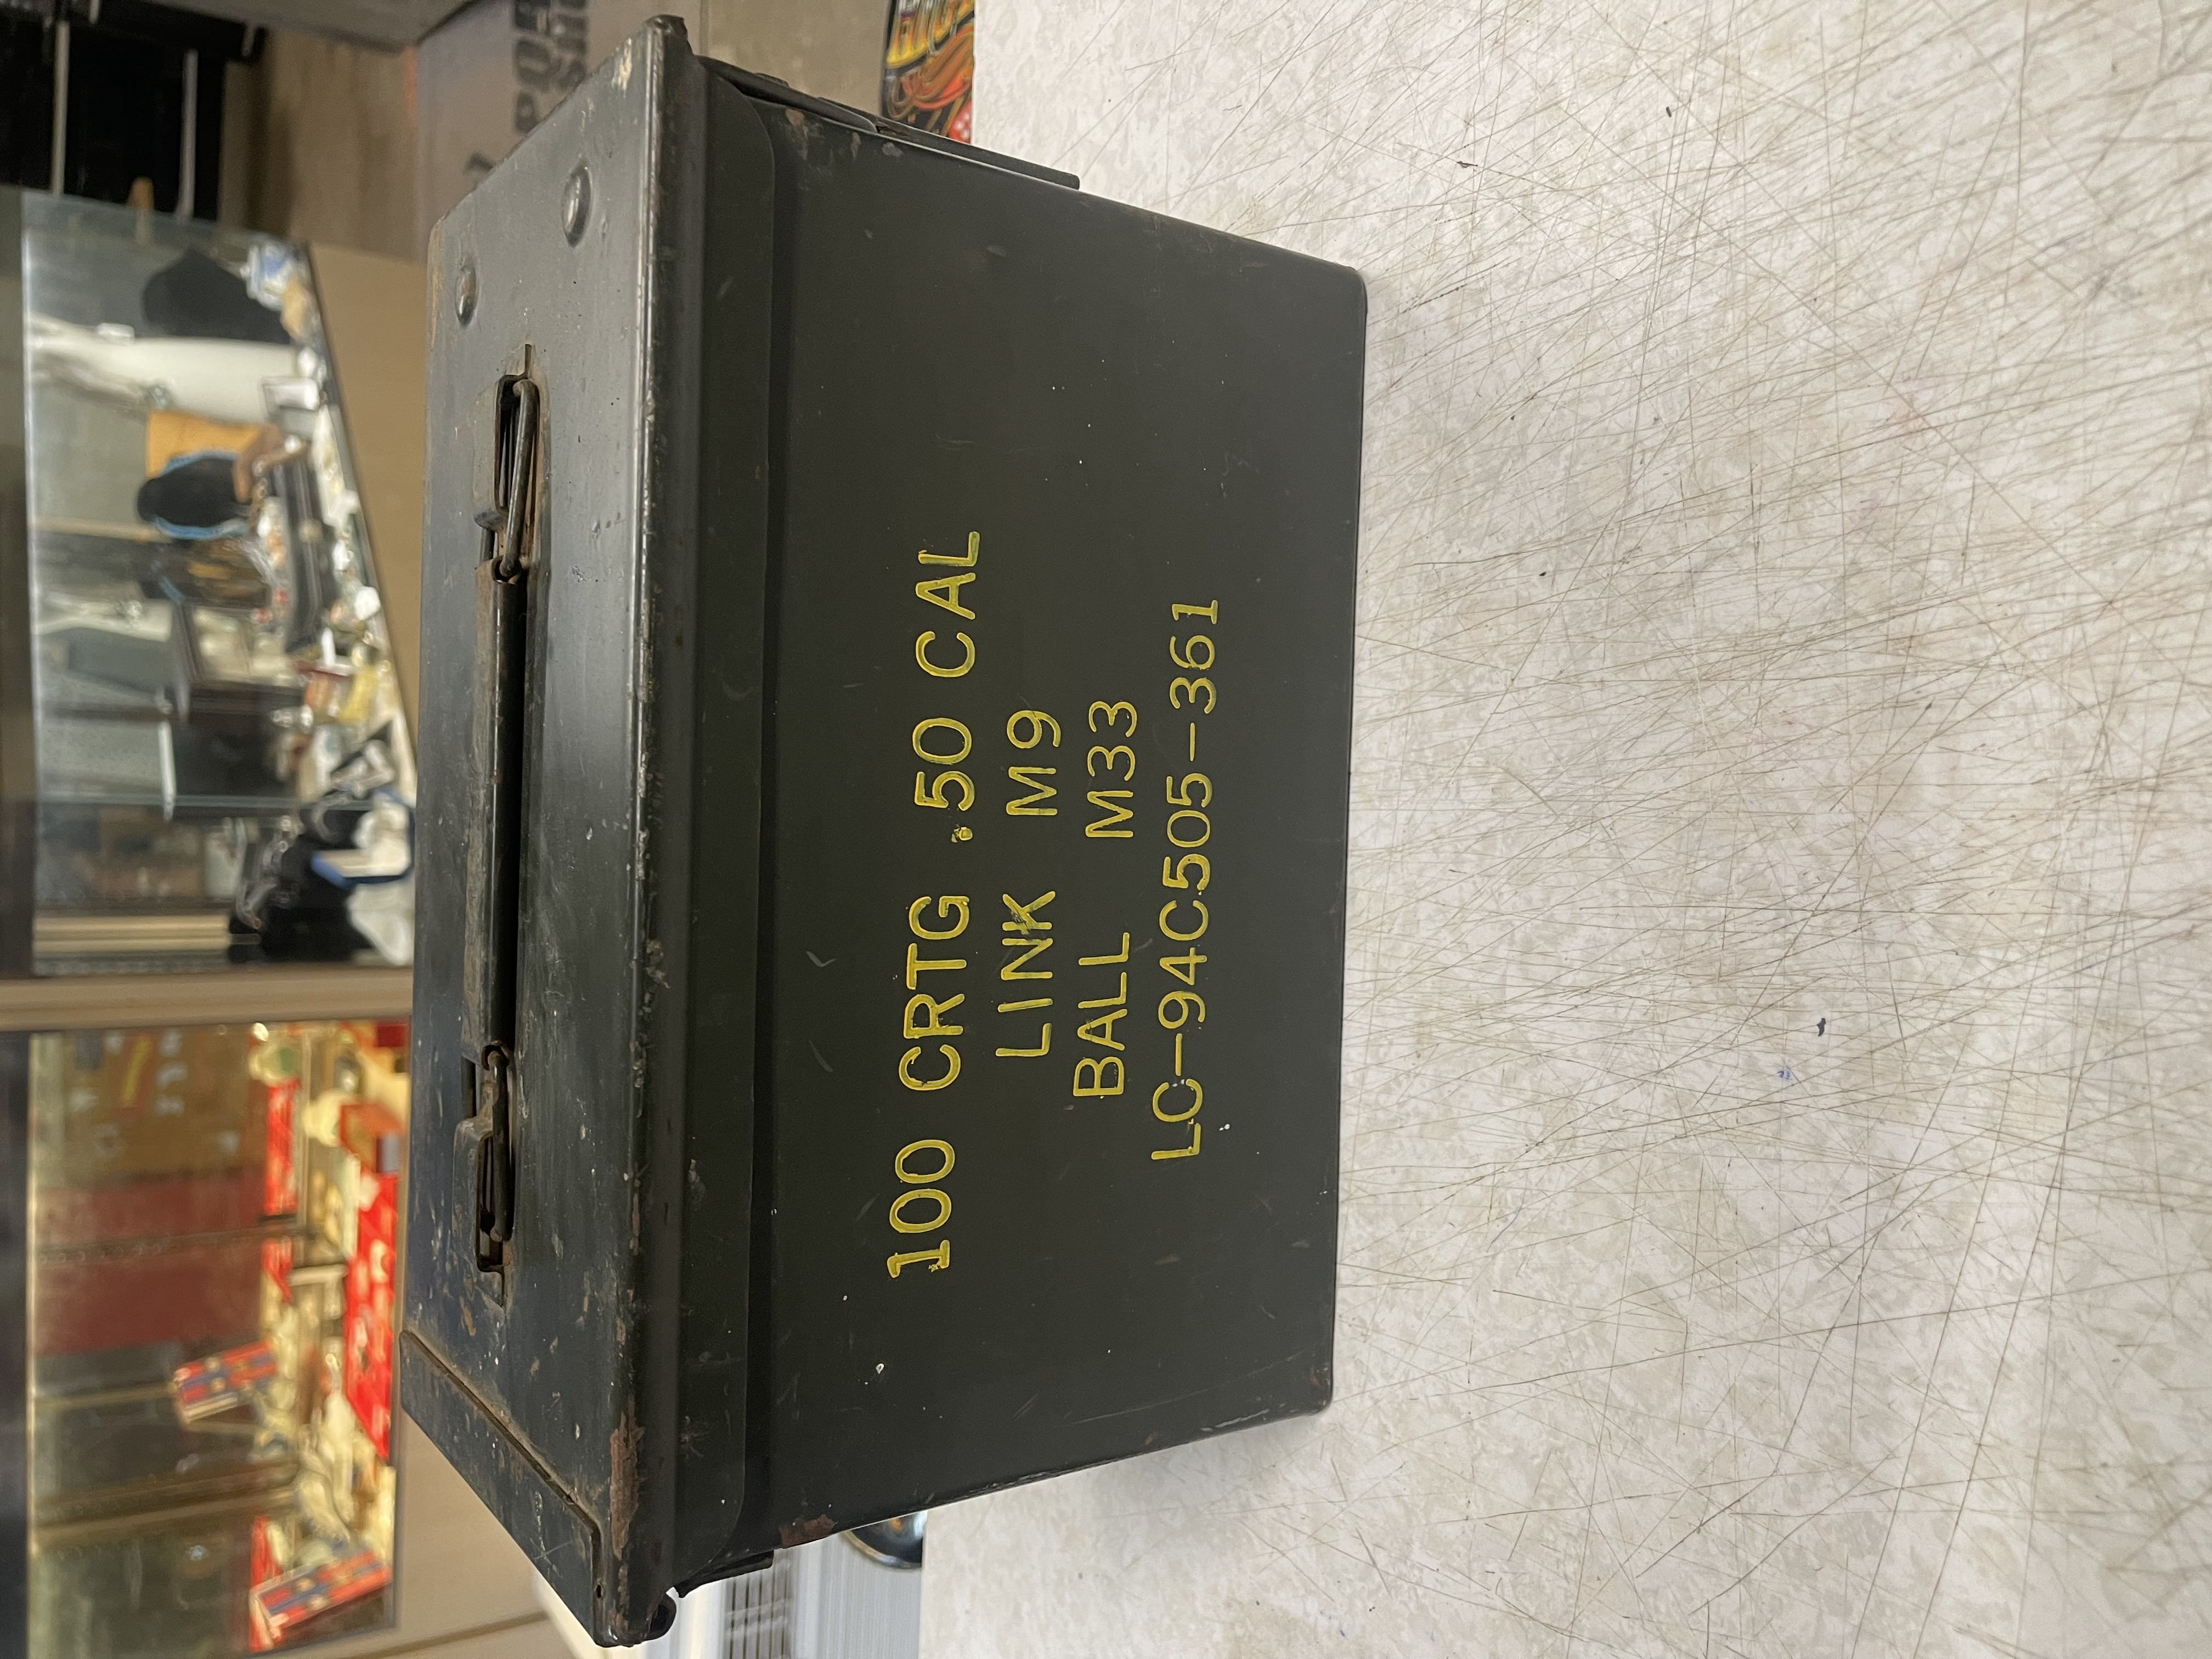 100 CRTG .50 CAL
LINK M9
BALL M33
LC-94C505-361